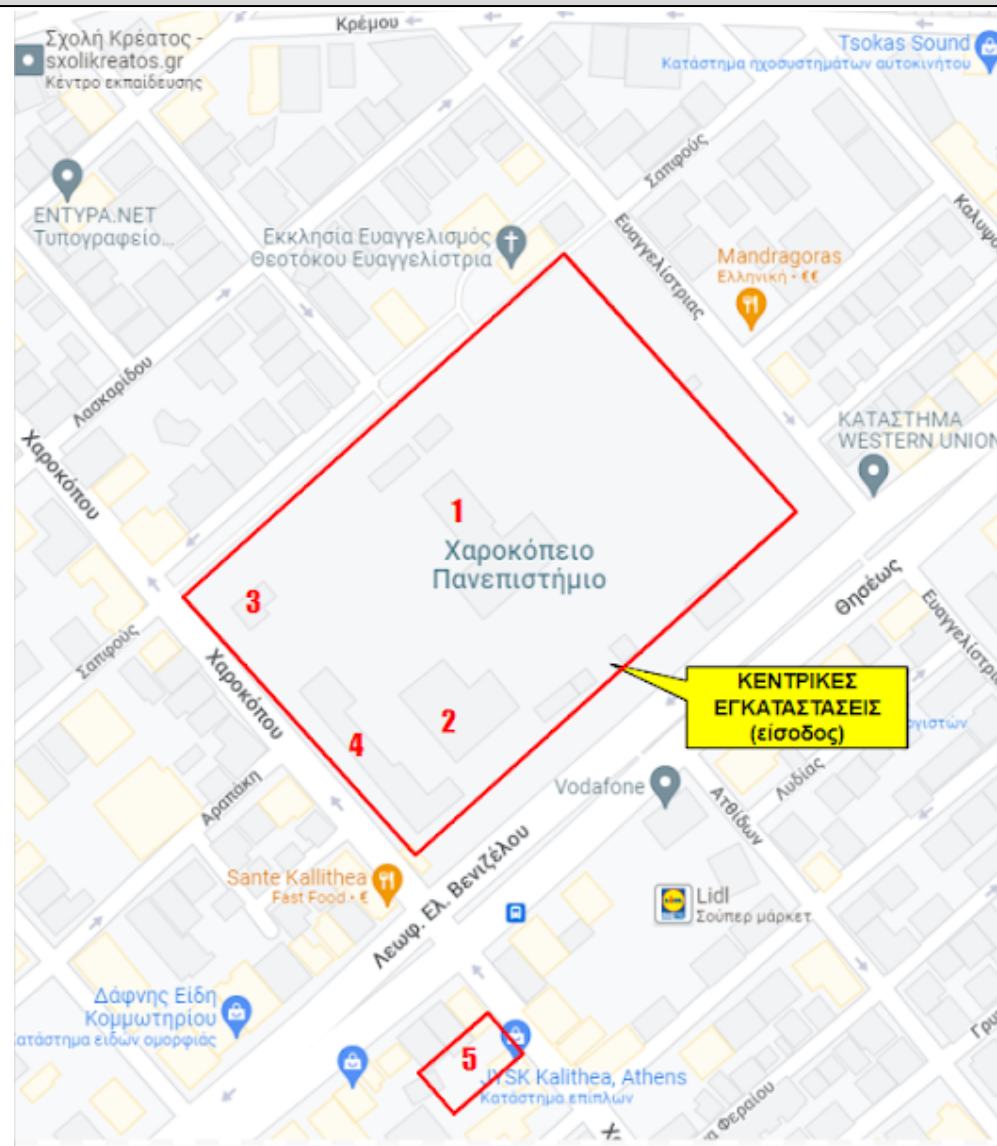 Κρέμου
Σχολή Κρέατος -
sxolikreatos.gr
Κέντρο εκπαίδευσης
Tsokas Sound
Κατάστημα ηχοσυστημάτων αυτοκινήτου
Σαπφούς
ENTYPA.NET
Τυπογραφείο...
Εκκλησία Ευαγγελισμός
Θεοτόκου Ευαγγελίστρια
Ευαγγελίστριας
Mandragoras
Ελληνική · €€
Λασκαρίδου
Χαροκόπου
ΚΑΤΑΣΤΗΜΑ
WESTERN UNION
1
Χαροκόπειο
Πανεπιστήμιο
Θησέως
3
Σαπφούς
Χαροκόπου
ΚΕΝΤΡΙΚΕΣ
ΕΓΚΑΤΑΣΤΑΣΕΙΣ
(είσοδος)
2
4
Αραπάκη
Vodafone
Ατθίδων
Λυδίας
Sante Kallithea
Fast Food · €
Λεωφ. Ελ. Βενιζέλου
Lidl
Σούπερ μάρκετ
Δάφνης Είδη
Κομμωτηρίου
ατάστημα ειδών ομορφιάς
5
JYSK Kalithea, Athens
Κατάστημα επίπλων
Φεραίου